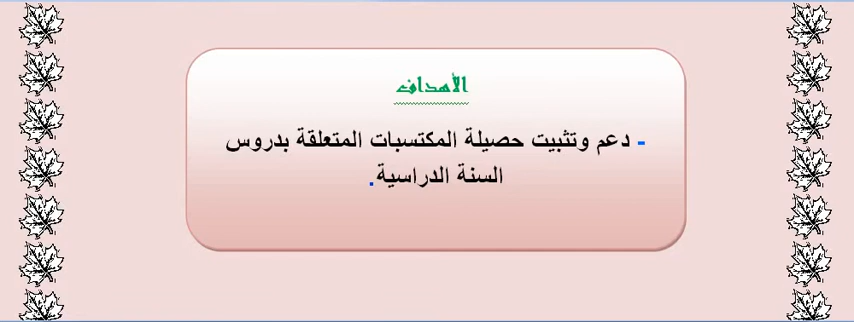 الأهداف
- دعم وتثبيت حصيلة المكتسبات المتعلقة بدروس
السنة الدراسية.